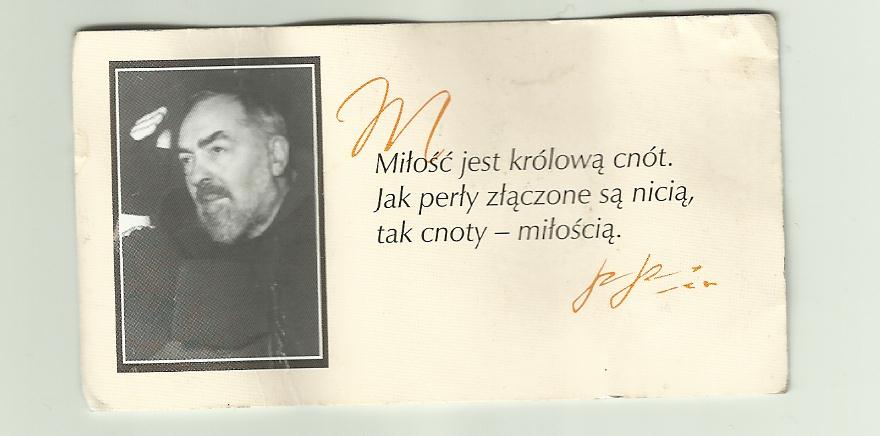 M
Miłość jest królową cnót.
Jak perły złączone są nicią,
tak cnoty – miłością.